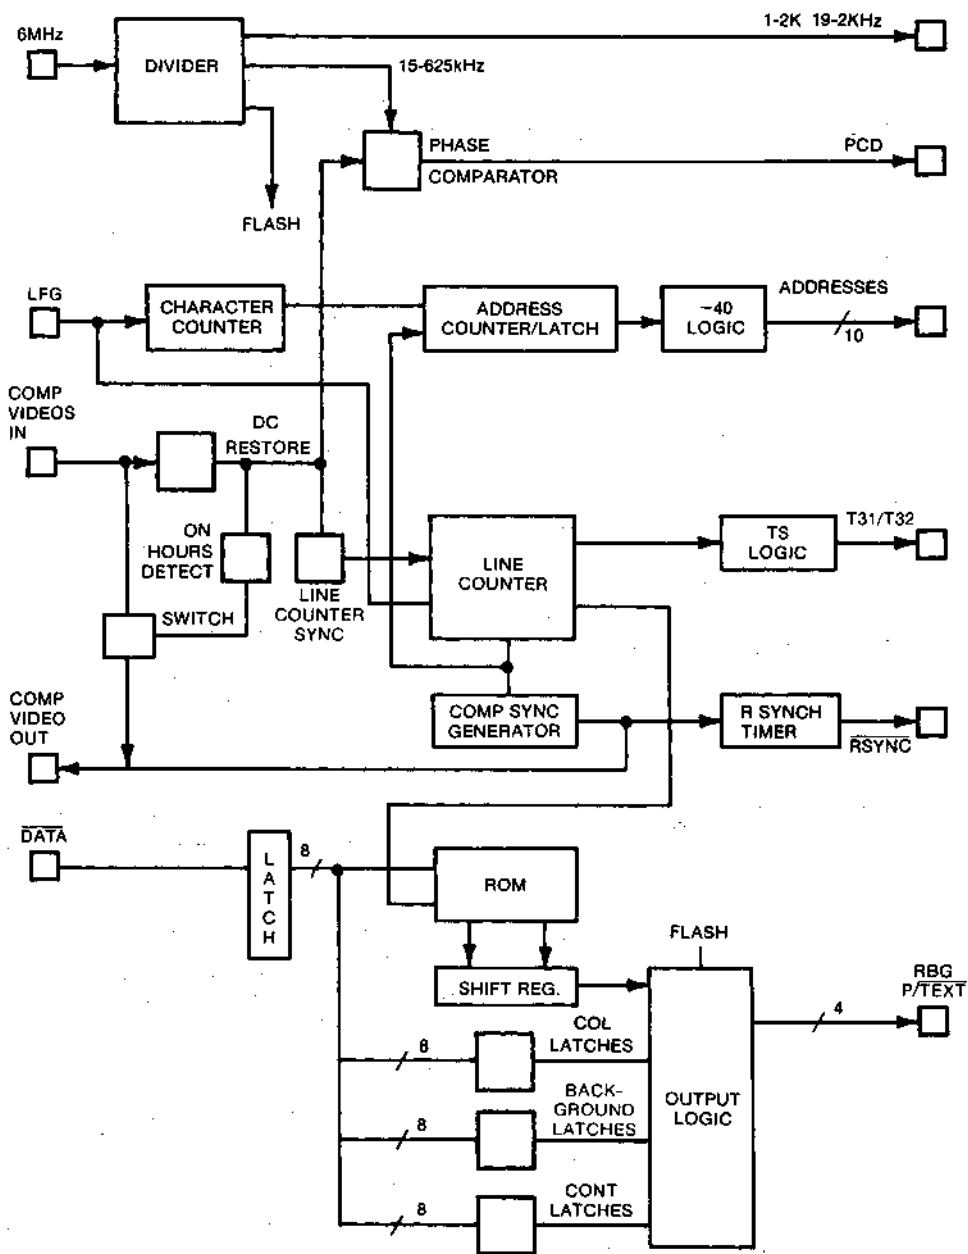 1-2K 19-2KHz
6MHz
DIVIDER
15-625kHz
PHASE
COMPARATOR
PCD
FLASH
LFG
CHARACTER
COUNTER
ADDRESS
COUNTER/LATCH
-40
LOGIC
ADDRESSES
10
COMP
VIDEOS
IN
DC
RESTORE
ON
HOURS
DETECT
LINE
COUNTER
SYNC
LINE
COUNTER
TS
LOGIC
T31/T32
SWITCH
COMP
VIDEO
OUT
COMP SYNC
GENERATOR
R SYNCH
TIMER
RSYNC
DATA
LATCH
8
ROM
SHIFT REG.
FLASH
RBG
P/TEXT
4
OUTPUT
LOGIC
8
COL
LATCHES
8
BACK-
GROUND
LATCHES
8
CONT
LATCHES